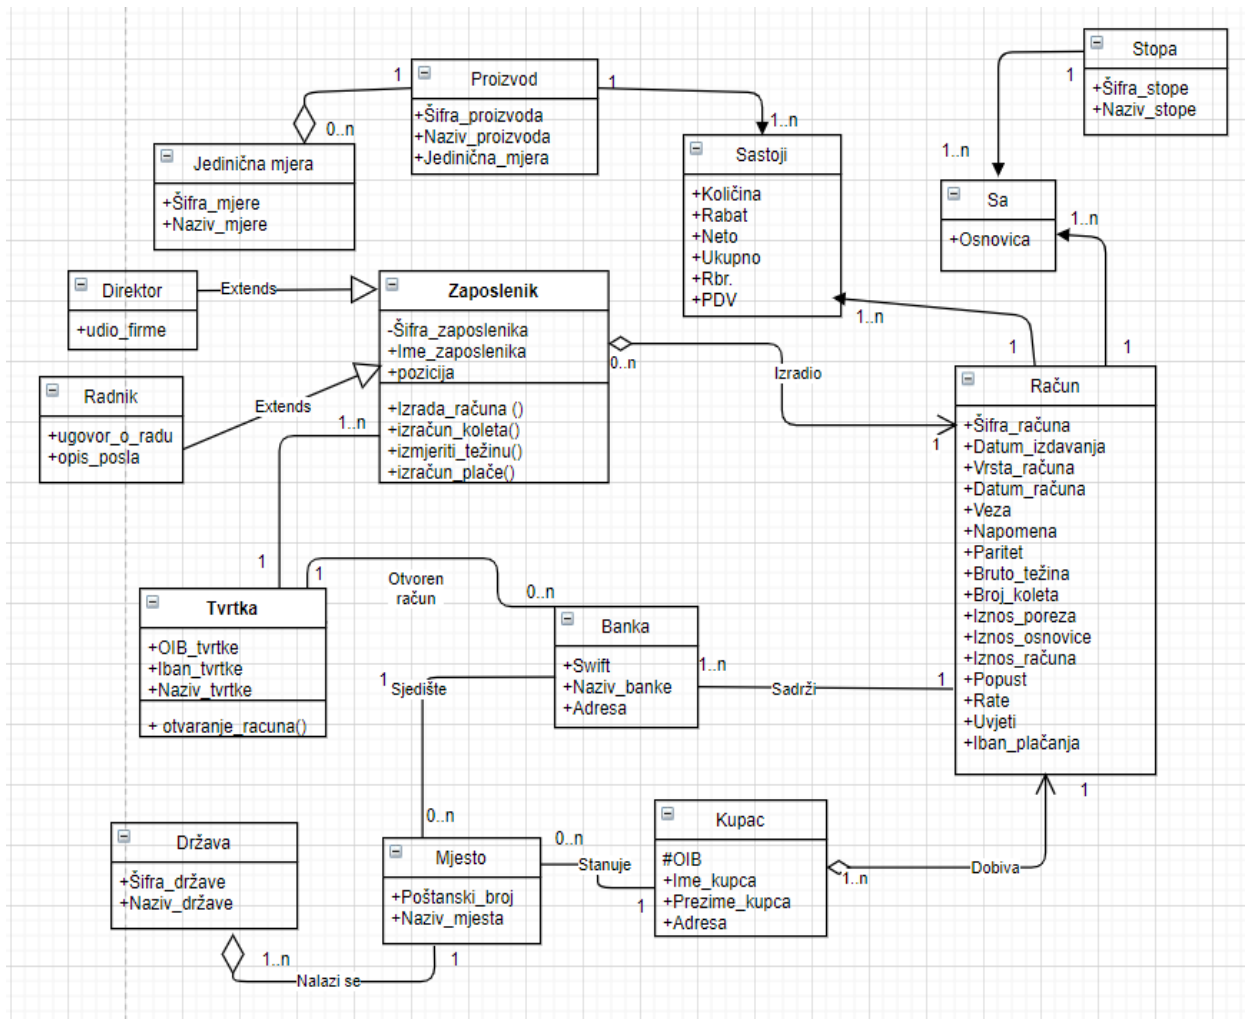 Stopa
+Šifra_stope
+Naziv_stope
1
1..n
Proizvod
+Šifra_proizvoda
+Naziv_proizvoda
+Jedinična_mjera
1
0..n
1
1..n
Jedinična mjera
+Šifra_mjere
+Naziv_mjere
Sastoji
+Količina
+Rabat
+Neto
+Ukupno
+Rbr.
+PDV
1..n
1
Sa
+Osnovica
1..n
1
Direktor
+udio_firme
Extends
Zaposlenik
-Šifra_zaposlenika
+Ime_zaposlenika
+pozicija
+Izrada_računa ()
+izračun_koleta()
+izmjeriti_težinu()
+izračun_plače()
0..n
Izradio
1
Radnik
+ugovor_o_radu
+opis_posla
Extends
1..n
1
Račun
+Šifra_računa
+Datum_izdavanja
+Vrsta_računa
+Datum_računa
+Veza
+Napomena
+Paritet
+Bruto_težina
+Broj_koleta
+Iznos_poreza
+Iznos_osnovice
+Iznos_računa
+Popust
+Rate
+Uvjeti
+Iban_plačanja
Tvrtka
+OIB_tvrtke
+Iban_tvrtke
+Naziv_tvrtke
+ otvaranje_racuna()
1
Otvoren
račun
0..n
Banka
+Swift
+Naziv_banke
+Adresa
1..n
Sadrži
1
1
Sjedište
0..n
Država
+Šifra_države
+Naziv_države
1..n
Nalazi se
1
Mjesto
+Poštanski_broj
+Naziv_mjesta
0..n
Stanuje
1
Kupac
#OIB
+Ime_kupca
+Prezime_kupca
+Adresa
1..n
Dobiva
1